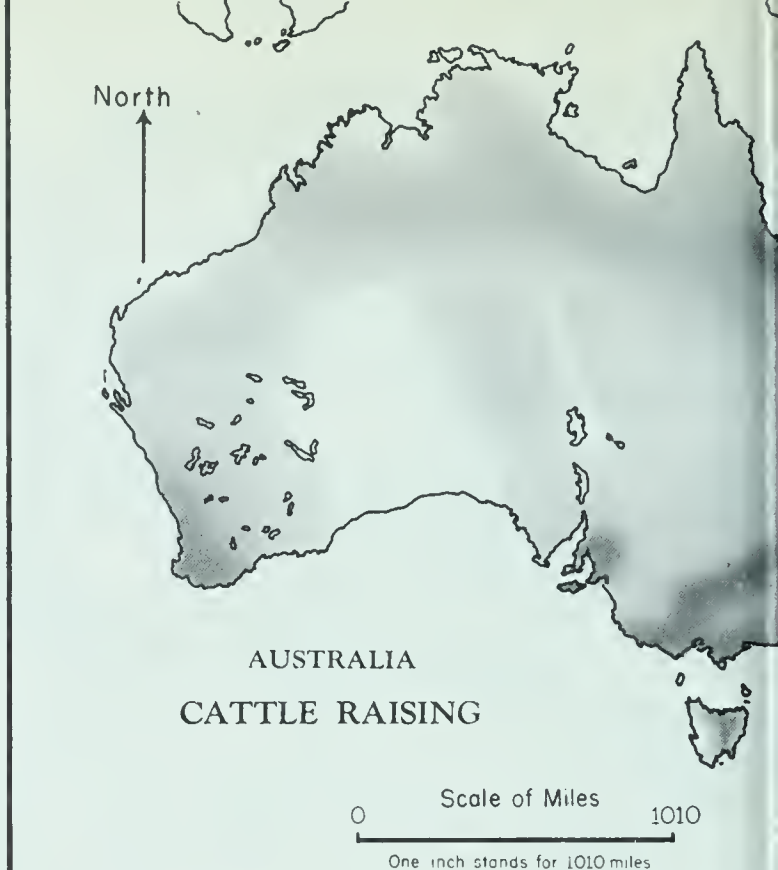 North
AUSTRALIA
CATTLE RAISING
Scale of Miles
0 1010
One inch stands for 1010 miles